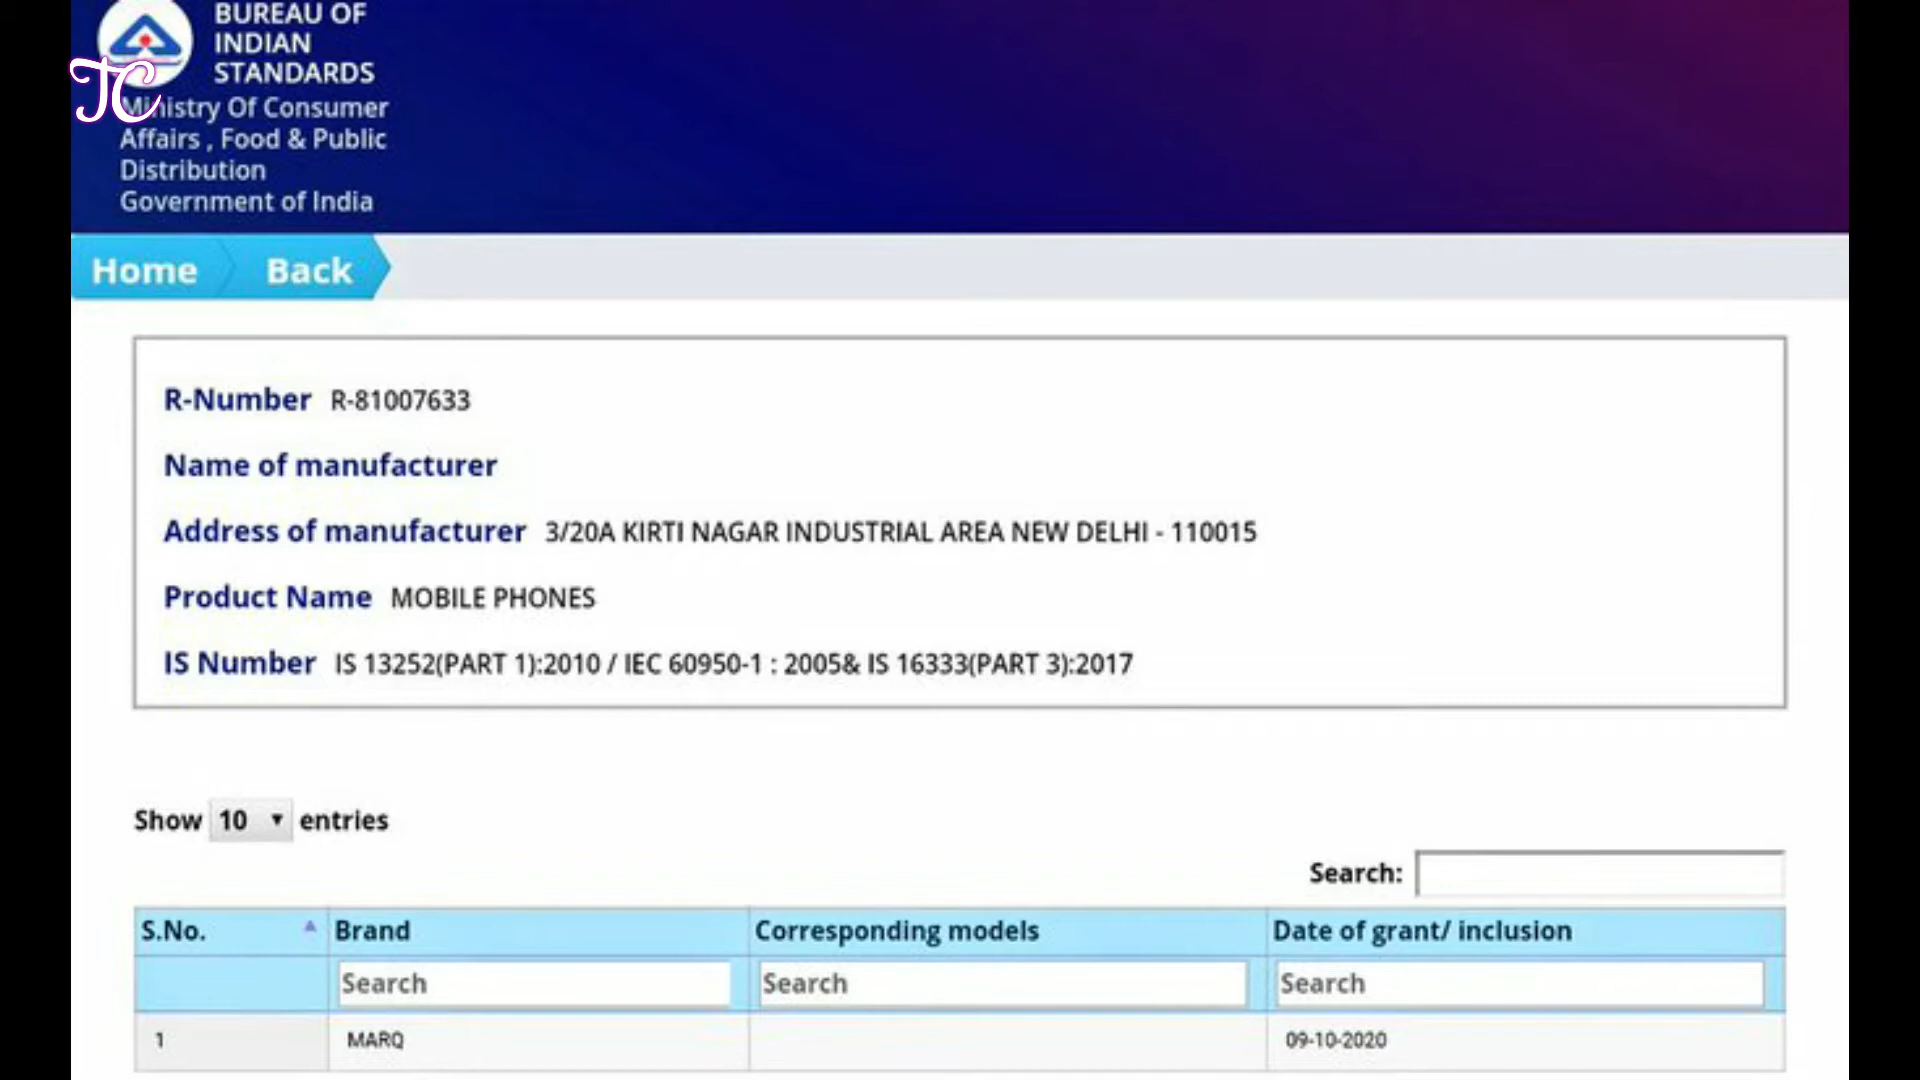 BUREAU OF
INDIAN
STANDARDS
TC
Ministry Of Consumer
Affairs , Food & Public
Distribution
Government of India
Home Back
R-Number R-81007633
Name of manufacturer
Address of manufacturer 3/20A KIRTI NAGAR INDUSTRIAL AREA NEW DELHI - 110015
Product Name MOBILE PHONES
IS Number IS 13252(PART 1):2010 / IEC 60950-1 : 2005& IS 16333(PART 3):2017
Show 10 entries
Search:
S.No. Brand Corresponding models Date of grant/ inclusion
Search Search Search
1 MARQ 09-10-2020